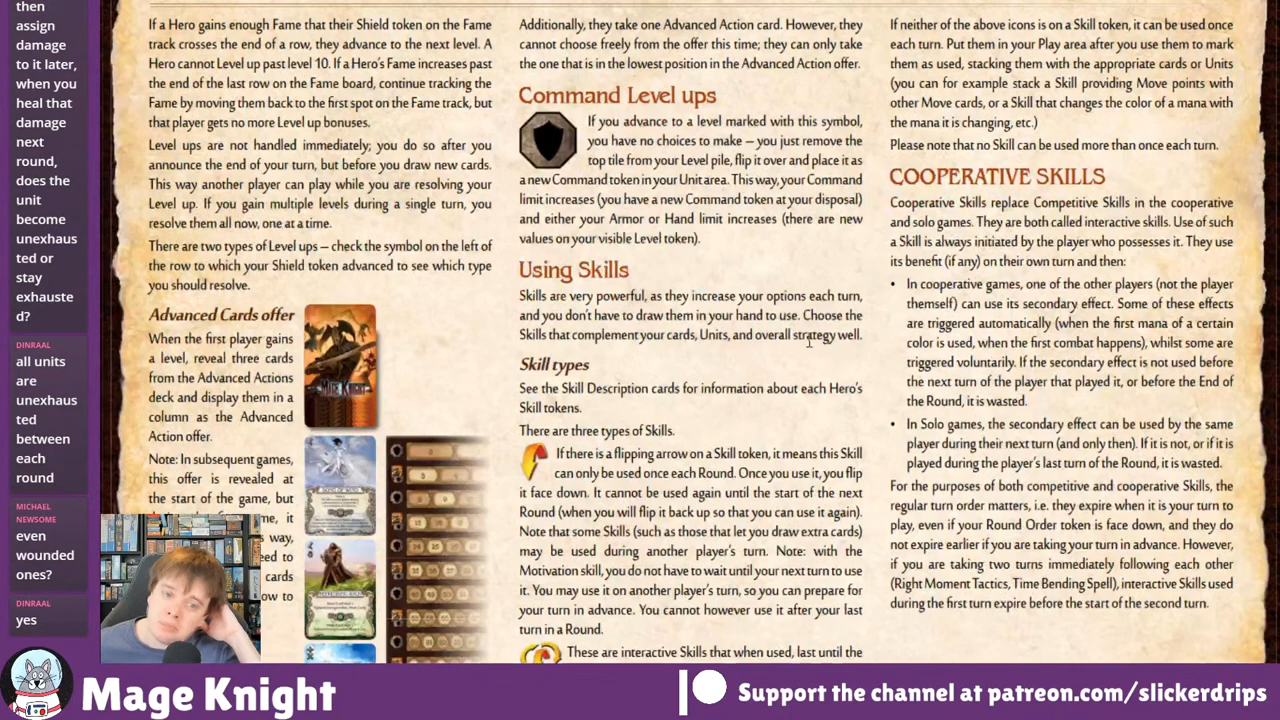 then
assign
damage
to it later,
when you
heal that
damage
next
round,
does the
unit
become
unexhaus
ted or
stay
exhauste
d?
DINRAAL
all units
are
unexhaus
ted
between
each
round
MICHAEL
NEWSOME
even
wounded
ones?
DINRAAL
yes
If a Hero gains enough Fame that their Shield token on the Fame
track crosses the end of a row, they advance to the next level. A
Hero cannot Level up past level 10. If a Hero's Fame increases past
the end of the last row on the Fame board, continue tracking the
Fame by moving them back to the first spot on the Fame track, but
that player gets no more Level up bonuses.
Level ups are not handled immediately; you do so after you
announce the end of your turn, but before you draw new cards.
This way another player can play while you are resolving your
Level up. If you gain multiple levels during a single turn, you
resolve them all now, one at a time.
There are two types of Level ups – check the symbol on the left of
the row to which your Shield token advanced to see which type
you should resolve.
Advanced Cards offer
When the first player gains
a level, reveal three cards
from the Advanced Actions
deck and display them in a
column as the Advanced
Action offer.
Note: In subsequent games,
this offer is revealed at
the start of the game, but
me, it
way,
ed to
cards
ow to
MAGE KNIGHT
Additionally, they take one Advanced Action card. However, they
cannot choose freely from the offer this time; they can only take
the one that is in the lowest position in the Advanced Action offer.
Command Level ups
If you advance to a level marked with this symbol,
you have no choices to make – you just remove the
top tile from your Level pile, flip it over and place it as
a new Command token in your Unit area. This way, your Command
limit increases (you have a new Command token at your disposal)
and either your Armor or Hand limit increases (there are new
values on your visible Level token).
Using Skills
Skills are very powerful, as they increase your options each turn,
and you don't have to draw them in your hand to use. Choose the
Skills that complement your cards, Units, and overall strategy well.
Skill types
See the Skill Description cards for information about each Hero's
Skill tokens.
There are three types of Skills.
If there is a flipping arrow on a Skill token, it means this Skill
can only be used once each Round. Once you use it, you flip
it face down. It cannot be used again until the start of the next
Round (when you will flip it back up so that you can use it again).
Note that some Skills (such as those that let you draw extra cards)
may be used during another player's turn. Note: with the
Motivation skill, you do not have to wait until your next turn to use
it. You may use it on another player's turn, so you can prepare for
your turn in advance. You cannot however use it after your last
turn in a Round.
These are interactive Skills that when used, last until the
If neither of the above icons is on a Skill token, it can be used once
each turn. Put them in your Play area after you use them to mark
them as used, stacking them with the appropriate cards or Units
(you can for example stack a Skill providing Move points with
other Move cards, or a Skill that changes the color of a mana with
the mana it is changing, etc.)
Please note that no Skill can be used more than once each turn.
COOPERATIVE SKILLS
Cooperative Skills replace Competitive Skills in the cooperative
and solo games. They are both called interactive skills. Use of such
a Skill is always initiated by the player who possesses it. They use
its benefit (if any) on their own turn and then:
• In cooperative games, one of the other players (not the player
themself) can use its secondary effect. Some of these effects
are triggered automatically (when the first mana of a certain
color is used, when the first combat happens), whilst some are
triggered voluntarily. If the secondary effect is not used before
the next turn of the player that played it, or before the End of
the Round, it is wasted.
• In Solo games, the secondary effect can be used by the same
player during their next turn (and only then). If it is not, or if it is
played during the player's last turn of the Round, it is wasted.
For the purposes of both competitive and cooperative Skills, the
regular turn order matters, i.e. they expire when it is your turn to
play, even if your Round Order token is face down, and they do
not expire earlier if you are taking your turn in advance. However,
if you are taking two turns immediately following each other
(Right Moment Tactics, Time Bending Spell), interactive Skills used
during the first turn expire before the start of the second turn.
Mage Knight
Support the channel at patreon.com/slickerdrips